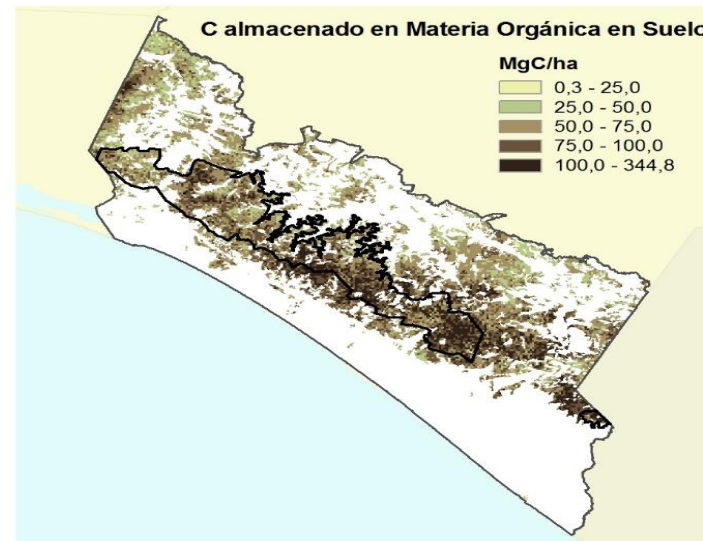 C almacenado en Materia Orgánica en Suelo
MgC/ha
0,3 - 25,0
25,0 - 50,0
50,0 - 75,0
75,0 - 100,0
100,0 - 344,8